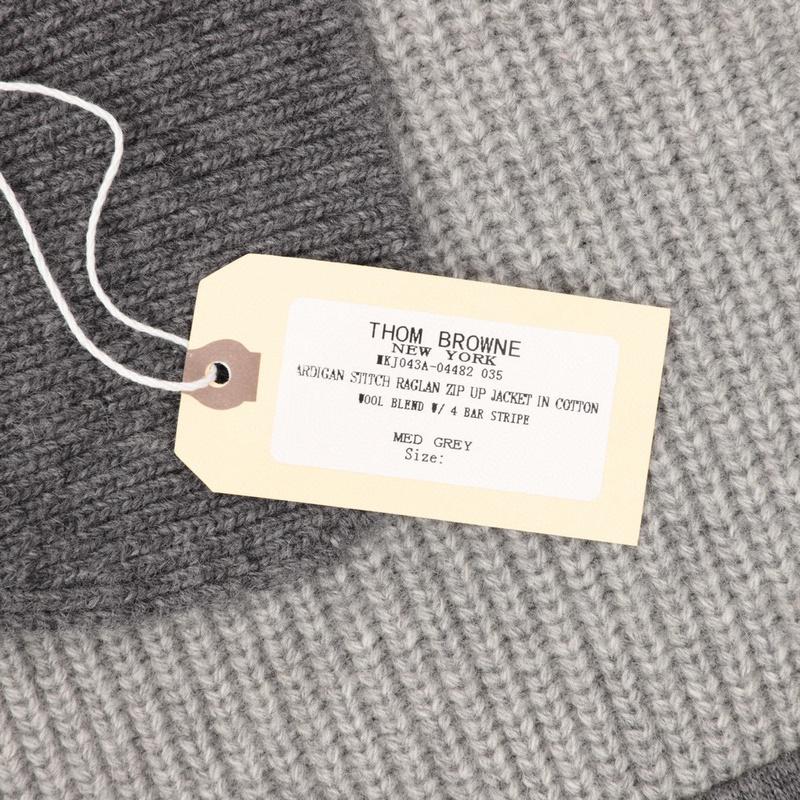 THOM BROWNE
NEW YORK
MKJ043A-04482 035
ARDIGAN STITCH RAGLAN ZIP UP JACKET IN COTTON
WOOL BLEND W/ 4 BAR STRIPE
MED GREY
Size: